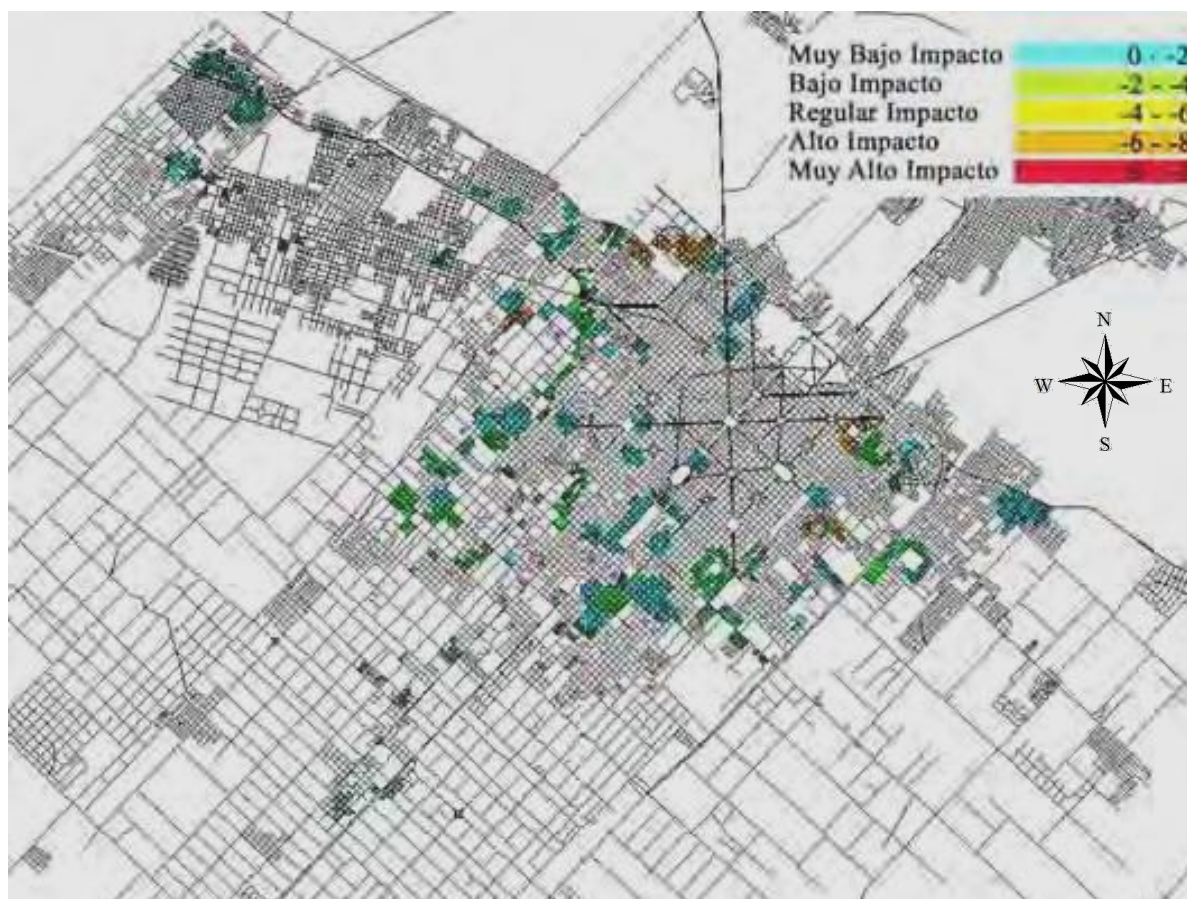 Muy Bajo Impacto 0 - -2
Bajo Impacto -2 - -4
Regular Impacto -4 - -6
Alto Impacto -6 - -8
Muy Alto Impacto
N
W E
S